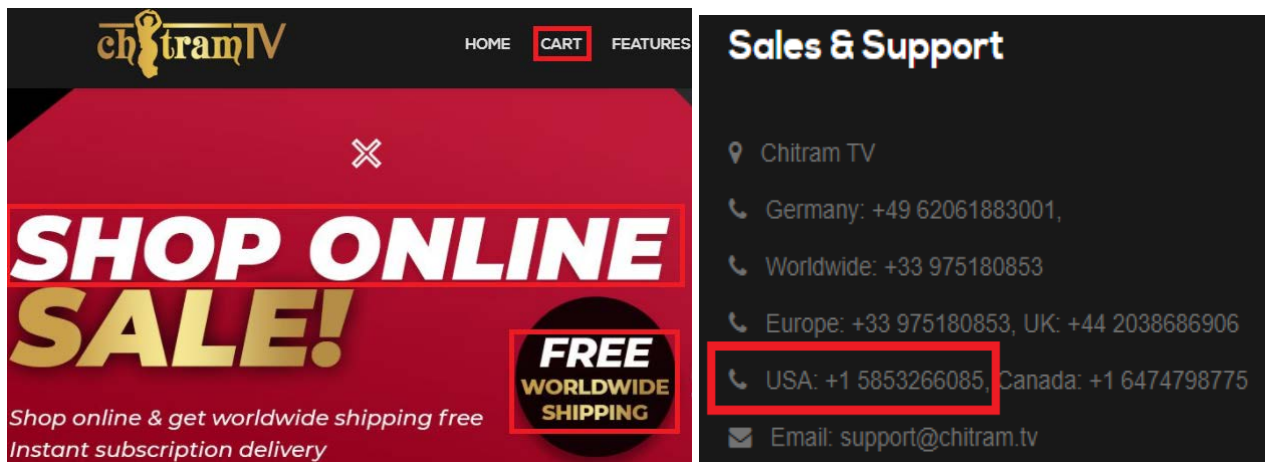 chitramTV
HOME CART FEATURES
SHOP ONLINE
SALE!
FREE
WORLDWIDE
SHIPPING
Shop online & get worldwide shipping free
Instant subscription delivery
Sales & Support
Chitram TV
Germany: +49 62061883001,
Worldwide: +33 975180853
Europe: +33 975180853, UK: +44 2038686906
USA: +1 5853266085, Canada: +1 6474798775
Email: support@chitram.tv